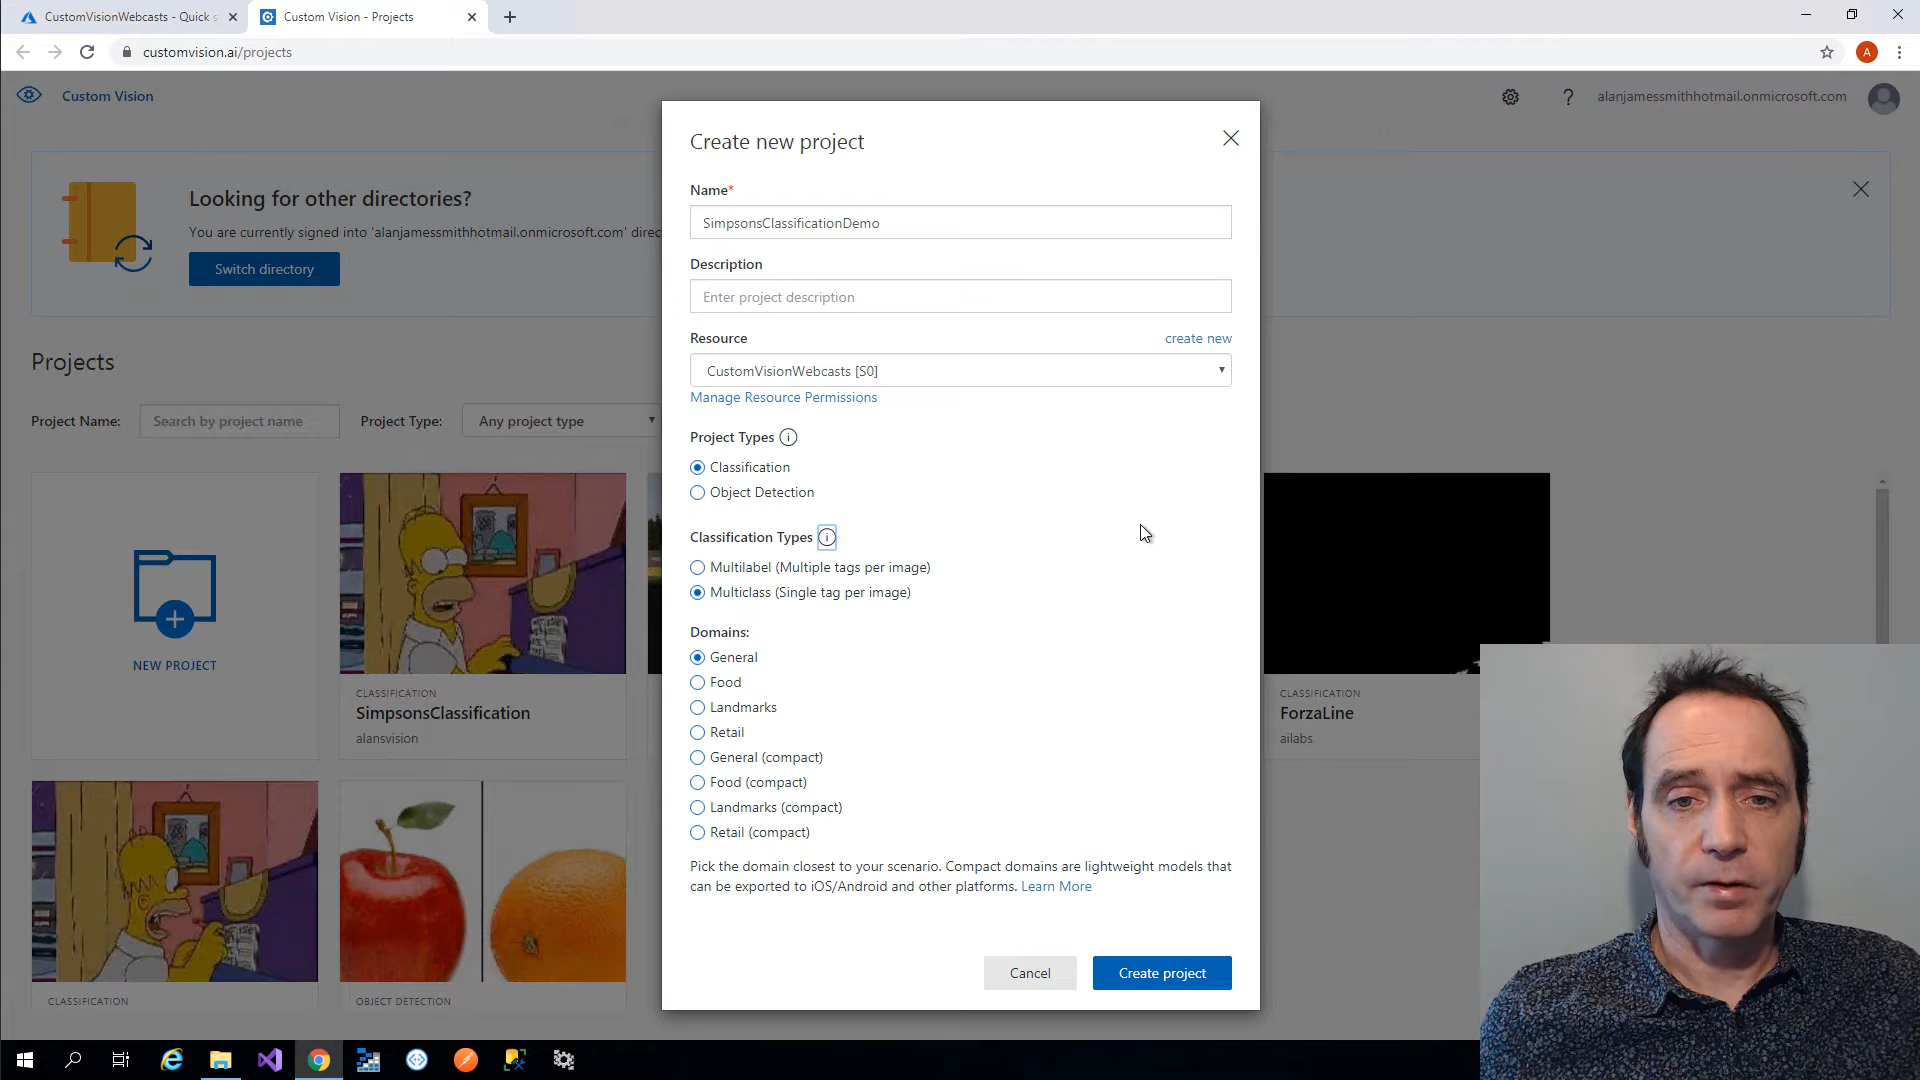 CustomVisionWebcasts - Quick s
Custom Vision - Projects
customvision.ai/projects
A
Custom Vision
alanjamessmithhotmail.onmicrosoft.com
Looking for other directories?
You are currently signed into 'alanjamessmithhotmail.onmicrosoft.com' direc
Switch directory
Projects
Project Name:
Search by project name
Project Type:
Any project type
NEW PROJECT
CLASSIFICATION
SimpsonsClassification
alansvision
CLASSIFICATION
ForzaLine
ailabs
CLASSIFICATION
OBJECT DETECTION
Create new project
Name*
SimpsonsClassificationDemo
Description
Enter project description
Resource
create new
CustomVisionWebcasts [S0]
Manage Resource Permissions
Project Types
Classification
Object Detection
Classification Types
Multilabel (Multiple tags per image)
Multiclass (Single tag per image)
Domains:
General
Food
Landmarks
Retail
General (compact)
Food (compact)
Landmarks (compact)
Retail (compact)
Pick the domain closest to your scenario. Compact domains are lightweight models that
can be exported to iOS/Android and other platforms. Learn More
Cancel
Create project